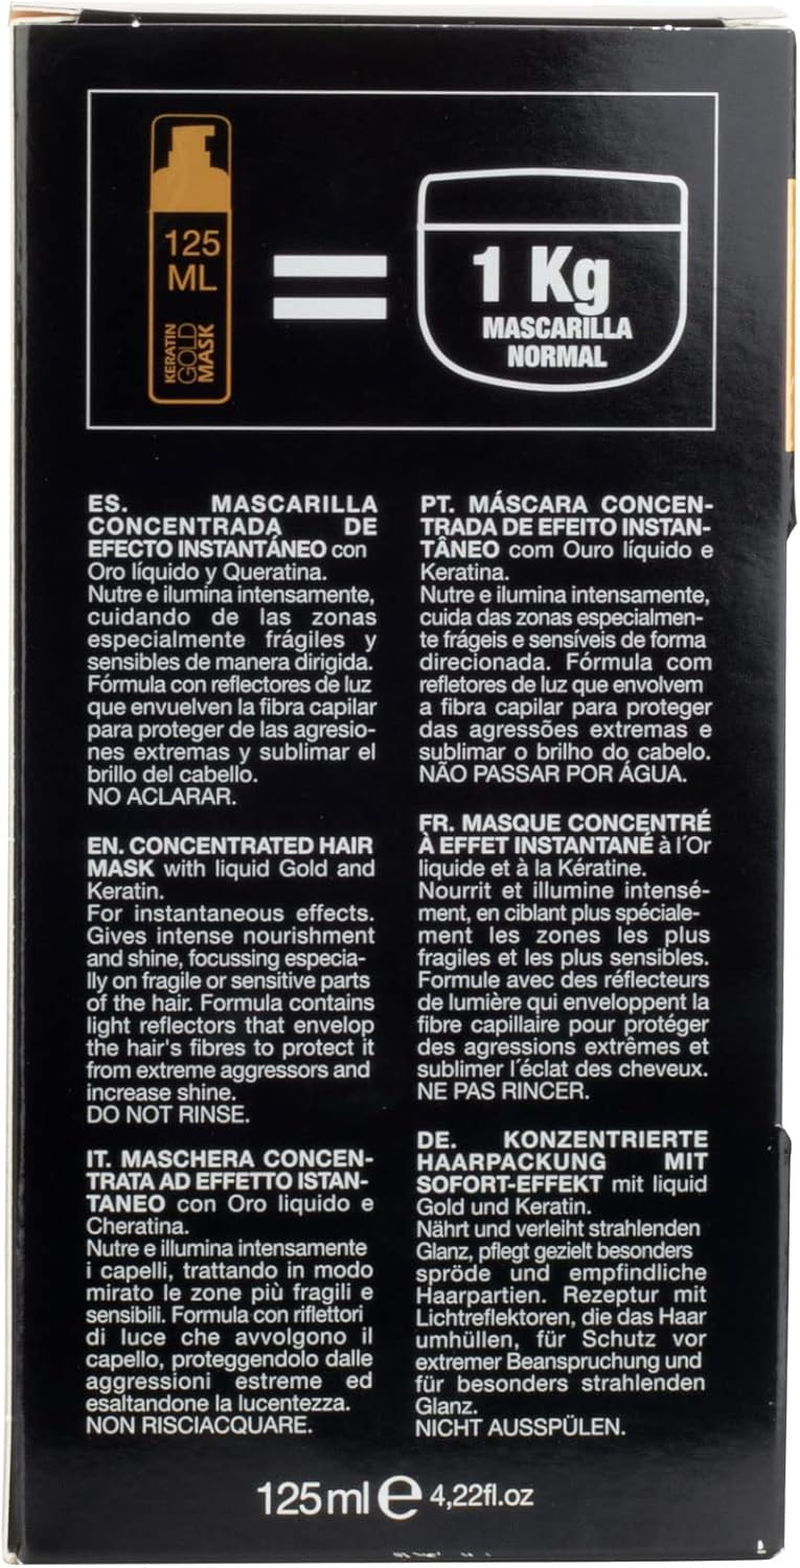 125
ML
KERATIN
GOLD
MASK
1 Kg
MASCARILLA
NORMAL
ES. MASCARILLA
CONCENTRADA DE
EFECTO INSTANTÁNEO con
Oro líquido y Queratina.
Nutre e ilumina intensamente,
cuidando de las zonas
especialmente frágiles y
sensibles de manera dirigida.
Fórmula con reflectores de luz
que envuelven la fibra capilar
para proteger de las agresio-
nes extremas y sublimar el
brillo del cabello.
NO ACLARAR.
EN. CONCENTRATED HAIR
MASK with liquid Gold and
Keratin.
For instantaneous effects.
Gives intense nourishment
and shine, focussing especia-
lly on fragile or sensitive parts
of the hair. Formula contains
light reflectors that envelop
the hair's fibres to protect it
from extreme aggressors and
increase shine.
DO NOT RINSE.
IT. MASCHERA CONCEN-
TRATA AD EFFETTO ISTAN-
TANEO con Oro liquido e
Cheratina.
Nutre e illumina intensamente
i capelli, trattando in modo
mirato le zone più fragili e
sensibili. Formula con riflettori
di luce che avvolgono il
capello, proteggendolo dalle
aggressioni estreme ed
esaltandone la lucentezza.
NON RISCIACQUARE.
PT. MÁSCARA CONCEN-
TRADA DE EFEITO INSTAN-
TÂNEO com Ouro líquido e
Keratina.
Nutre e ilumina intensamente,
cuida das zonas especialmen-
te frágeis e sensíveis de forma
direcionada. Fórmula com
refletores de luz que envolvem
a fibra capilar para proteger
das agressões extremas e
sublimar o brilho do cabelo.
NÃO PASSAR POR ÁGUA.
FR. MASQUE CONCENTRÉ
À EFFET INSTANTANÉ à l´Or
liquide et à la Kératine.
Nourrit et illumine intensé-
ment, en ciblant plus spéciale-
ment les zones les plus
fragiles et les plus sensibles.
Formule avec des réflecteurs
de lumière qui enveloppent la
fibre capillaire pour protéger
des agressions extrêmes et
sublimer l´éclat des cheveux.
NE PAS RINCER.
DE. KONZENTRIERTE
HAARPACKUNG MIT
SOFORT-EFFEKT mit liquid
Gold und Keratin.
Nährt und verleiht strahlenden
Glanz, pflegt gezielt besonders
spröde und empfindliche
Haarpartien. Rezeptur mit
Lichtreflektoren, die das Haar
umhüllen, für Schutz vor
extremer Beanspruchung und
für besonders strahlenden
Glanz.
NICHT AUSSPÜLEN.
125ml e 4,22fl.oz